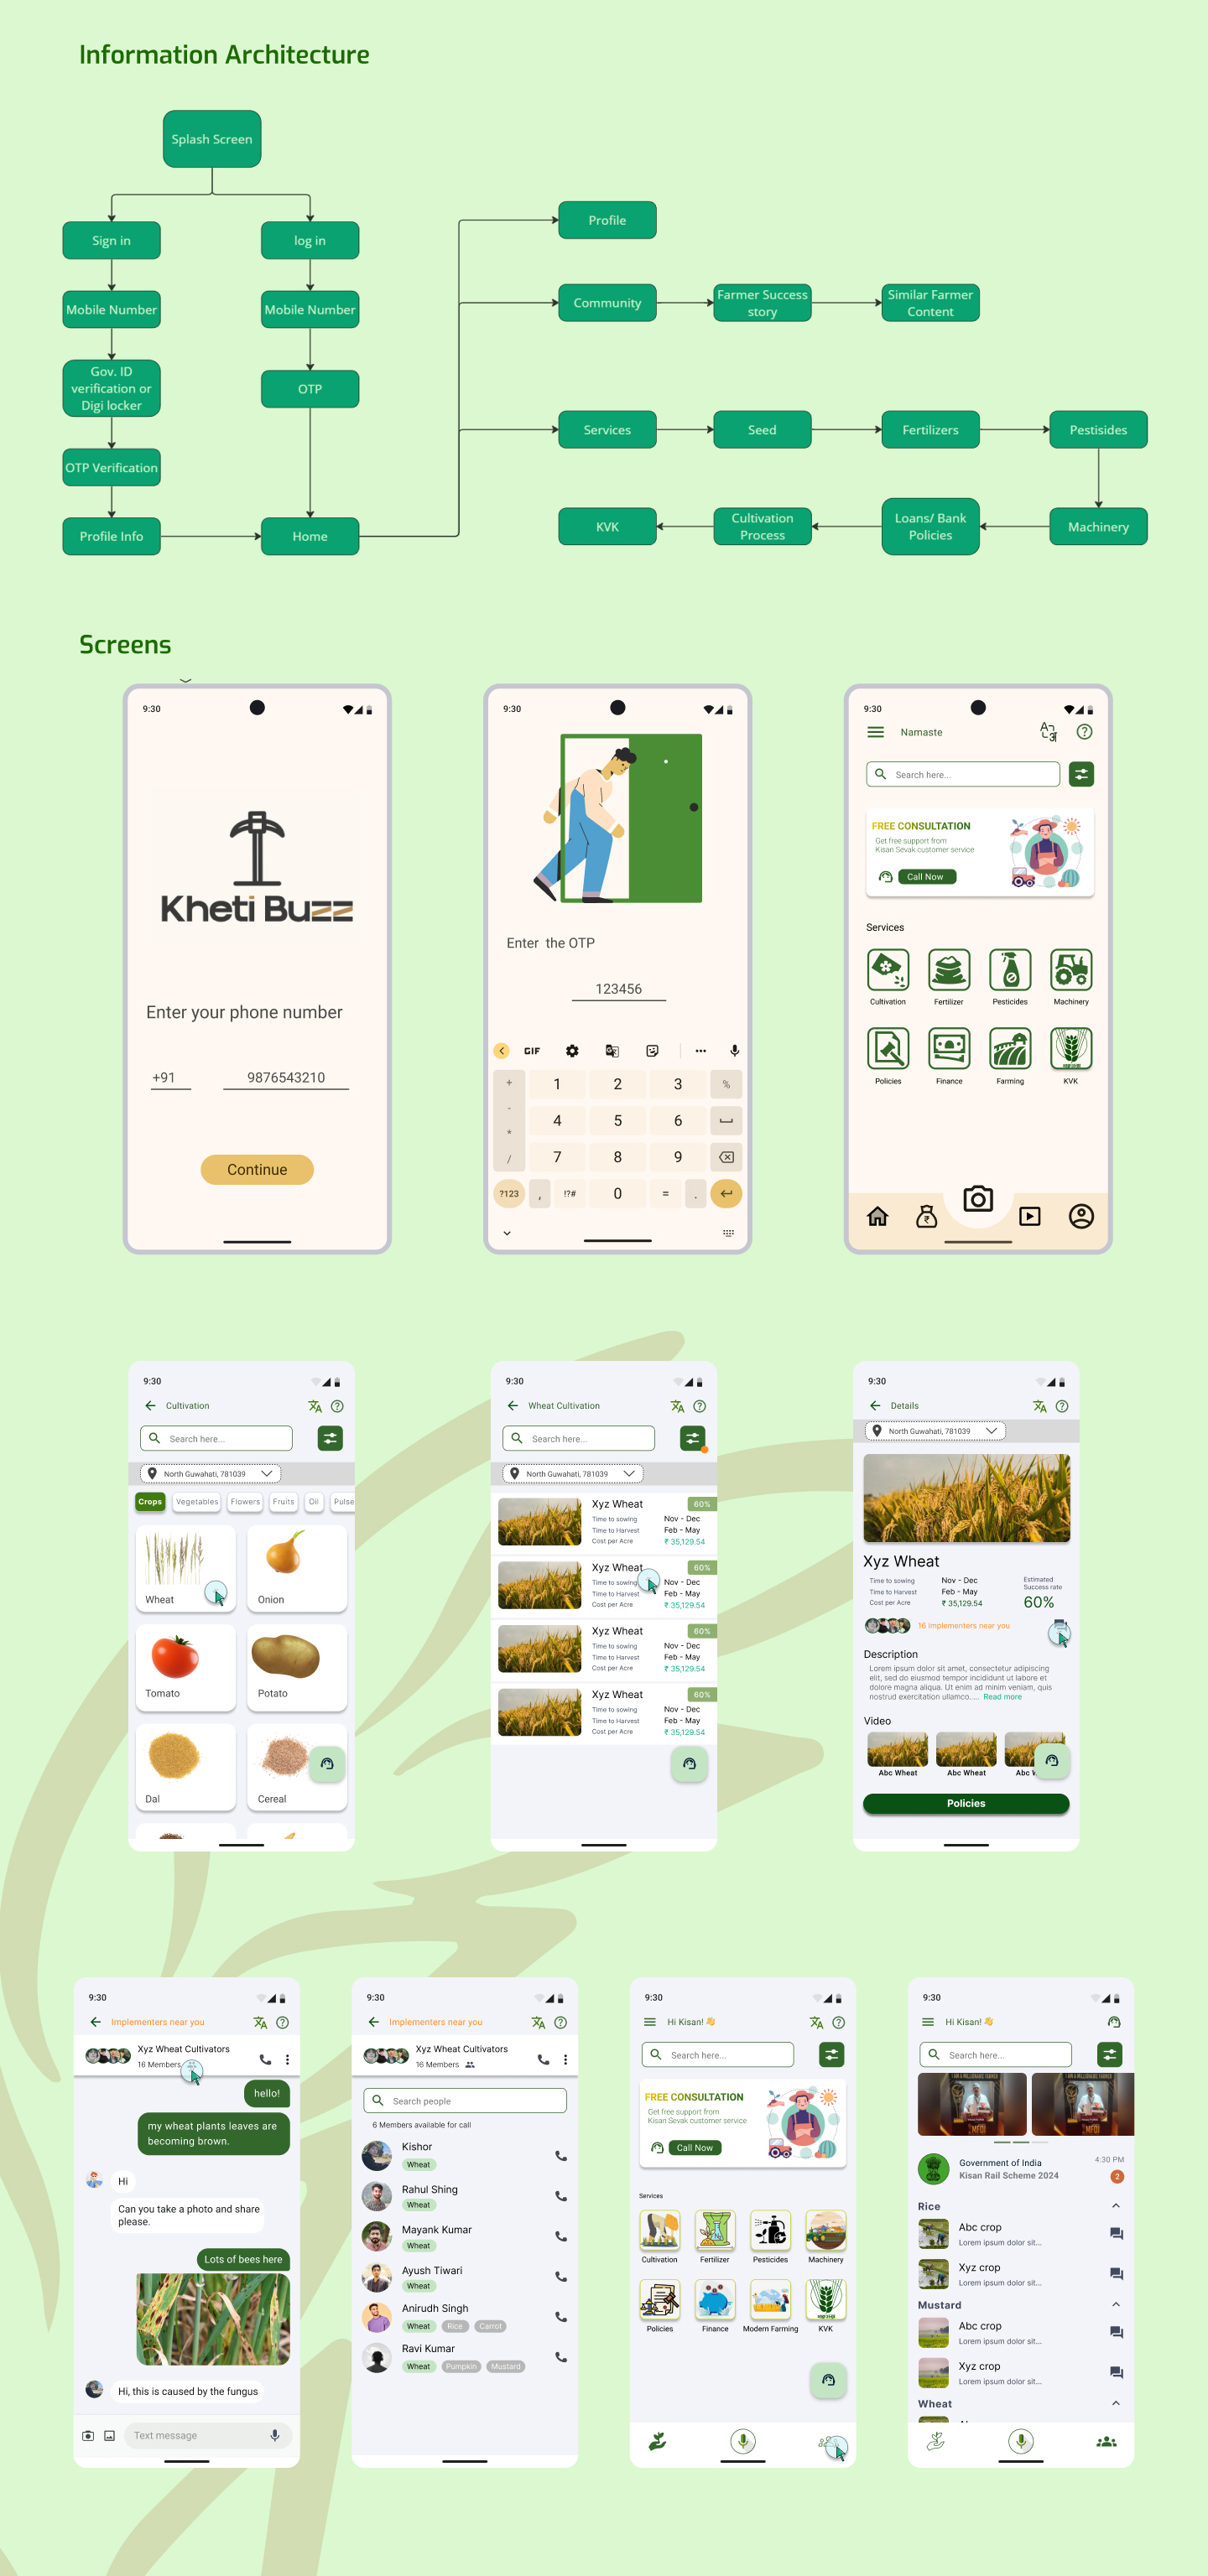 Information Architecture
Splash Screen
Sign in
log in
Profile
Mobile Number
Mobile Number
Community
Farmer Success
story
Similar Farmer
Content
Gov. ID
verification or
Digi locker
OTP
Services
Seed
Fertilizers
Pestisides
OTP Verification
Profile Info
Home
KVK
Cultivation
Process
Loans/ Bank
Policies
Machinery
Screens
9:30
Kheti Buzz
Enter your phone number
+91
9876543210
Continue
9:30
Enter the OTP
123456
GIF
+ 1 2 3 %
- 4 5 6
*
/ 7 8 9
?123 , !?# 0 = .
9:30
Namaste
Search here...
FREE CONSULTATION
Get free support from
Kisan Sevak customer service
Call Now
Services
Cultivation
Fertilizer
Pesticides
Machinery
Policies
Finance
Farming
KVK
9:30
Cultivation
Search here...
North Guwahati, 781039
Crops
Vegetables
Flowers
Fruits
Oil
Pulse
Wheat
Onion
Tomato
Potato
Dal
Cereal
9:30
Wheat Cultivation
Search here...
North Guwahati, 781039
Xyz Wheat 60%
Time to sowing Nov - Dec
Time to Harvest Feb - May
Cost per Acre ₹ 35,129.54
Xyz Wheat 60%
Time to sowing Nov - Dec
Time to Harvest Feb - May
Cost per Acre ₹ 35,129.54
Xyz Wheat 60%
Time to sowing Nov - Dec
Time to Harvest Feb - May
Cost per Acre ₹ 35,129.54
Xyz Wheat 60%
Time to sowing Nov - Dec
Time to Harvest Feb - May
Cost per Acre ₹ 35,129.54
9:30
Details
North Guwahati, 781039
Xyz Wheat
Time to sowing Nov - Dec
Time to Harvest Feb - May
Cost per Acre ₹ 35,129.54
Estimated
Success rate
60%
16 Implementers near you
Description
Lorem ipsum dolor sit amet, consectetur adipiscing
elit, sed do eiusmod tempor incididunt ut labore et
dolore magna aliqua. Ut enim ad minim veniam, quis
nostrud exercitation ullamco..... Read more
Video
Abc Wheat
Abc Wheat
Abc W
Policies
9:30
Implementers near you
Xyz Wheat Cultivators
16 Members
hello!
my wheat plants leaves are
becoming brown.
Hi
Can you take a photo and share
please.
Lots of bees here
Hi, this is caused by the fungus
Text message
9:30
Implementers near you
Xyz Wheat Cultivators
16 Members
Search people
6 Members available for call
Kishor
Wheat
Rahul Shing
Wheat
Mayank Kumar
Wheat
Ayush Tiwari
Wheat
Anirudh Singh
Wheat Rice Carrot
Ravi Kumar
Wheat Pumpkin Mustard
9:30
Hi Kisan! 👋
Search here...
FREE CONSULTATION
Get free support from
Kisan Sevak customer service
Call Now
Services
Cultivation
Fertilizer
Pesticides
Machinery
Policies
Finance
Modern Farming
KVK
9:30
Hi Kisan! 👋
Search here...
Government of India 4:30 PM
Kisan Rail Scheme 2024 2
Rice
Abc crop
Lorem ipsum dolor sit...
Xyz crop
Lorem ipsum dolor sit...
Mustard
Abc crop
Lorem ipsum dolor sit...
Xyz crop
Lorem ipsum dolor sit...
Wheat